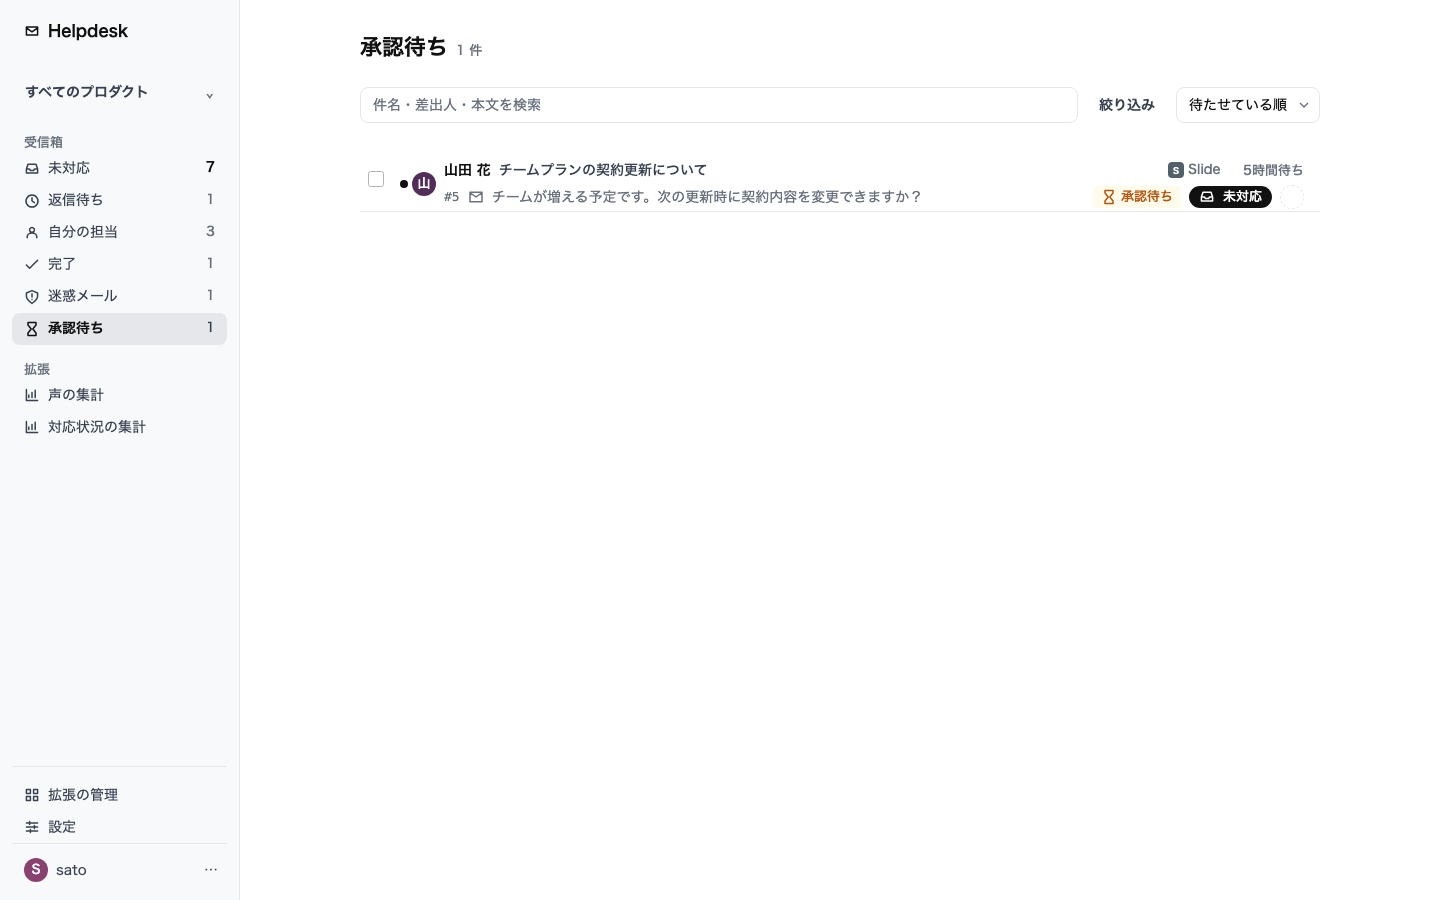 Helpdesk
すべてのプロダクト
受信箱
未対応 7
返信待ち 1
自分の担当 3
完了 1
迷惑メール 1
承認待ち 1
拡張
声の集計
対応状況の集計
拡張の管理
設定
S sato ...
承認待ち 1 件
件名・差出人・本文を検索 絞り込み 待たせている順
山 山田 花 チームプランの契約更新について S Slide 5時間待ち
#5 チームが増える予定です。次の更新時に契約内容を変更できますか？ 承認待ち 未対応